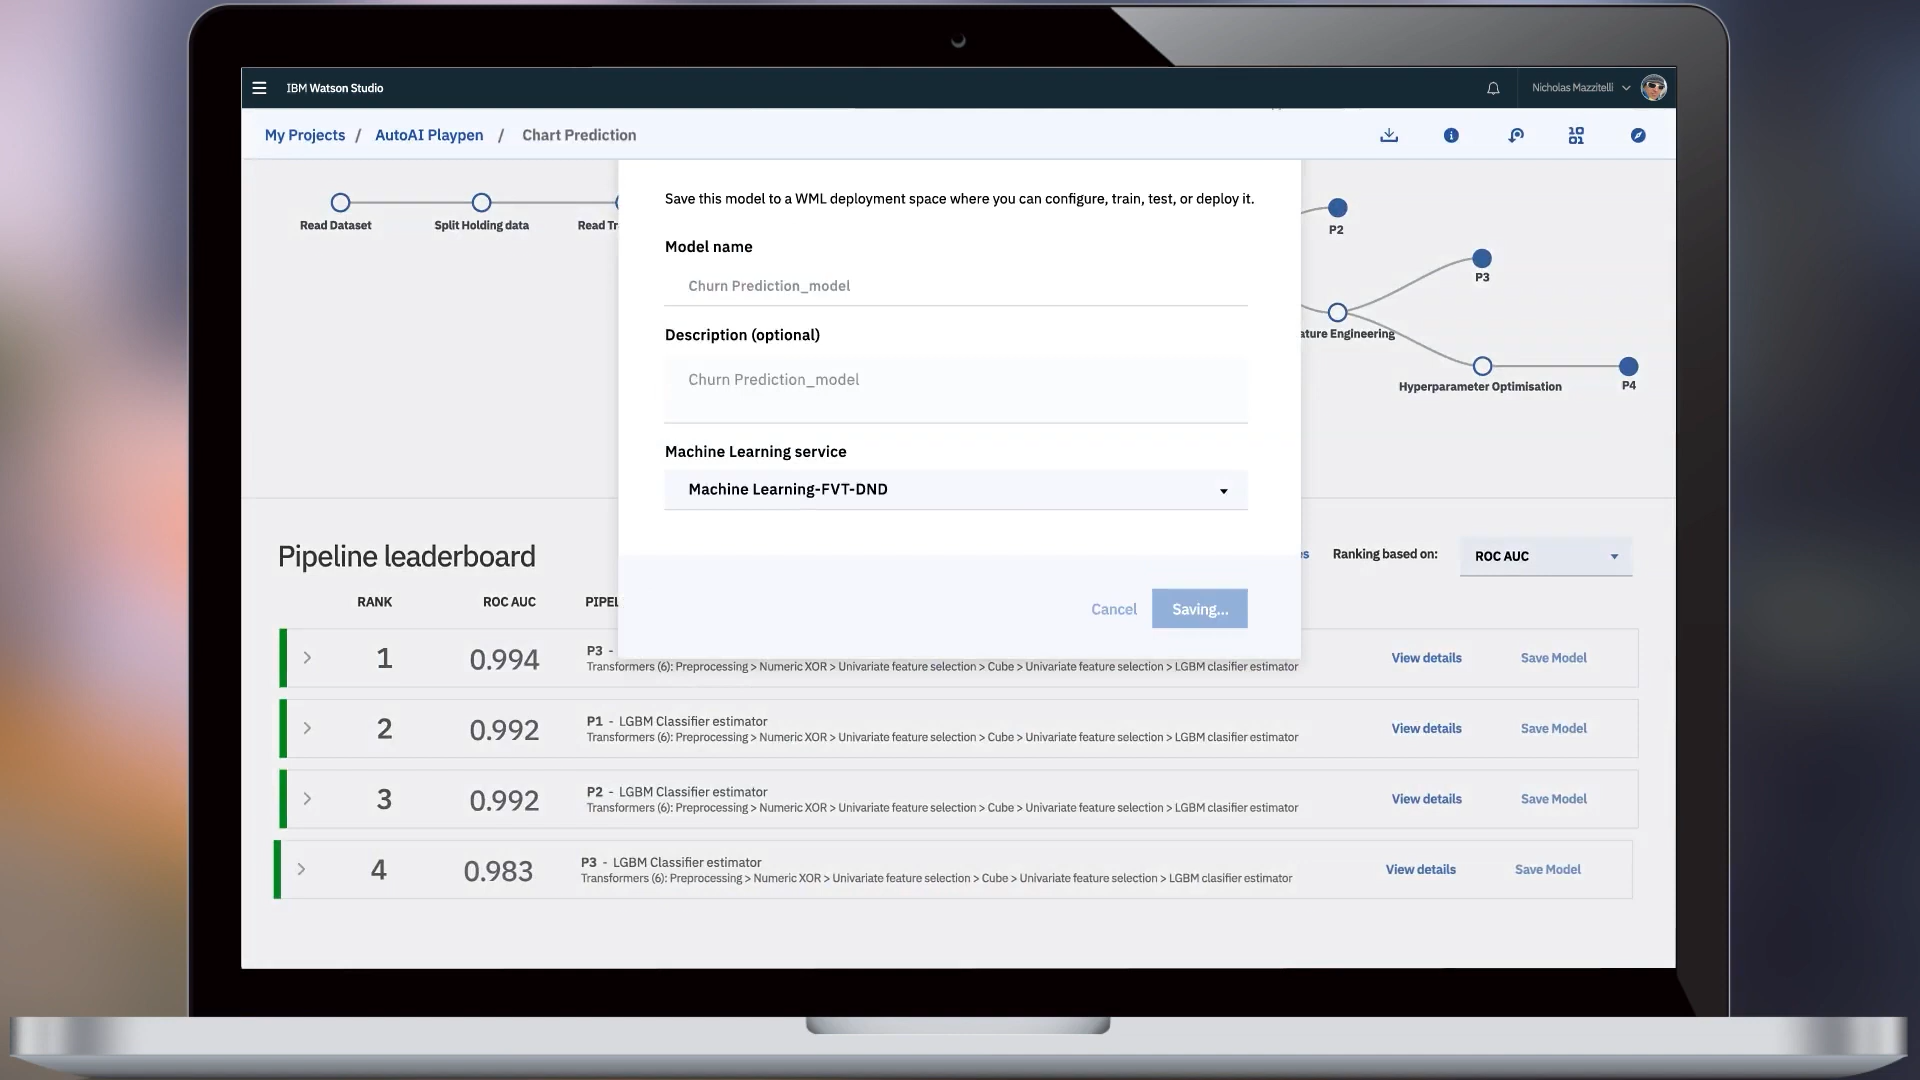 IBM Watson Studio
Nicholas Mazzitelli
My Projects / AutoAI Playpen / Chart Prediction
Save this model to a WML deployment space where you can configure, train, test, or deploy it.
Read Dataset
Split Holding data
Read Tr
P2
Model name
Churn Prediction_model
P3
Description (optional)
ature Engineering
Churn Prediction_model
Hyperparameter Optimisation
P4
Machine Learning service
Machine Learning-FVT-DND
Pipeline leaderboard
es
Ranking based on:
ROC AUC
RANK
ROC AUC
PIPEL
Cancel
Saving...
1
0.994
P3 -
Transformers (6): Preprocessing > Numeric XOR > Univariate feature selection > Cube > Univariate feature selection > LGBM clasifier estimator
View details
Save Model
2
0.992
P1 - LGBM Classifier estimator
Transformers (6): Preprocessing > Numeric XOR > Univariate feature selection > Cube > Univariate feature selection > LGBM clasifier estimator
View details
Save Model
3
0.992
P2 - LGBM Classifier estimator
Transformers (6): Preprocessing > Numeric XOR > Univariate feature selection > Cube > Univariate feature selection > LGBM clasifier estimator
View details
Save Model
4
0.983
P3 - LGBM Classifier estimator
Transformers (6): Preprocessing > Numeric XOR > Univariate feature selection > Cube > Univariate feature selection > LGBM clasifier estimator
View details
Save Model